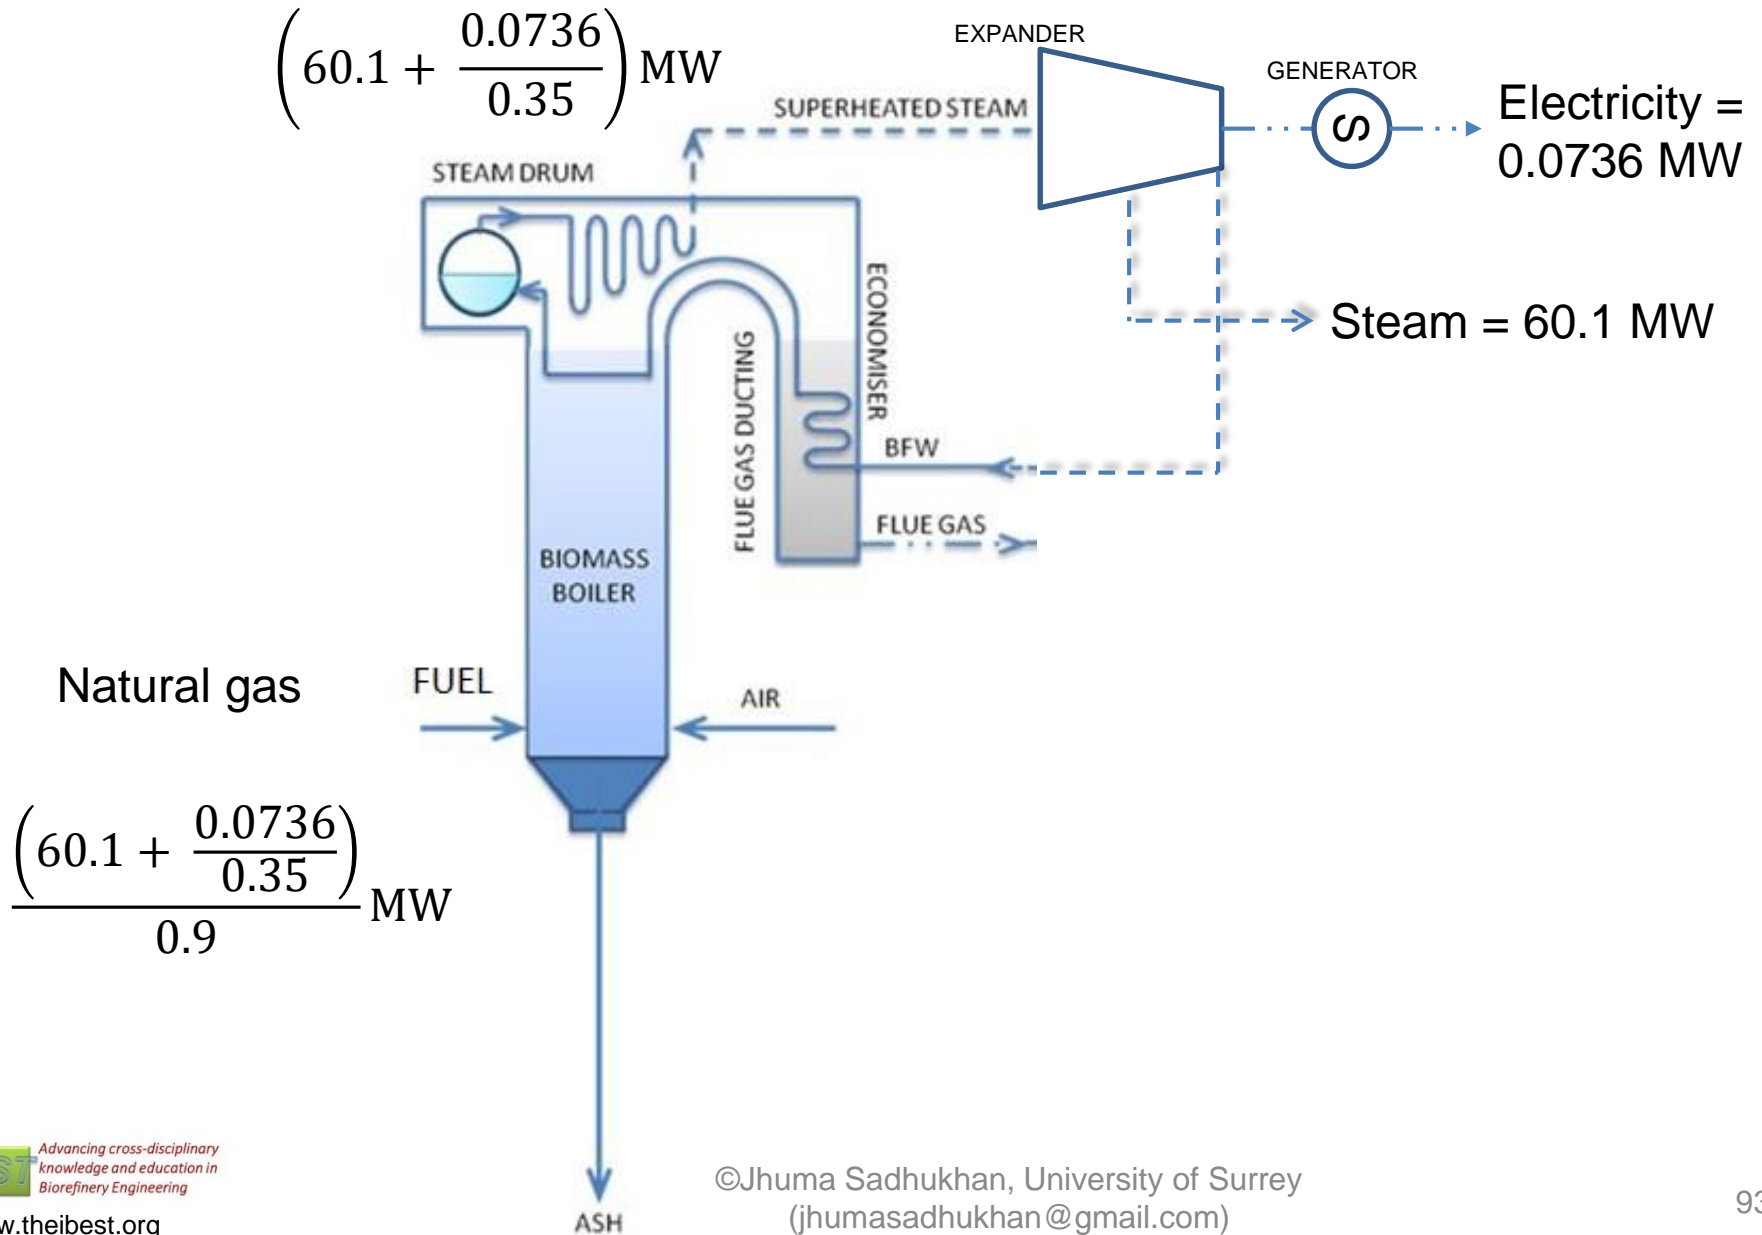 (60.1 + 0.0736/0.35) MW
EXPANDER
GENERATOR
SUPERHEATED STEAM
S
Electricity =
0.0736 MW
STEAM DRUM
ECONOMISER
Steam = 60.1 MW
FLUE GAS DUCTING
BFW
FLUE GAS
BIOMASS
BOILER
Natural gas
FUEL
AIR
(60.1 + 0.0736/0.35)/0.9 MW
ASH
ST
Advancing cross-disciplinary
knowledge and education in
Biorefinery Engineering
w.theibest.org
©Jhuma Sadhukhan, University of Surrey
(jhumasadhukhan@gmail.com)
93